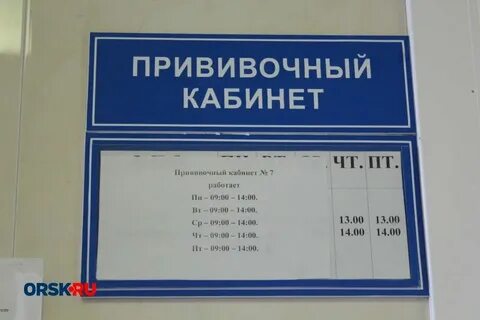 ПРИВИВОЧНЫЙ
КАБИНЕТ
ЧТ. ПТ.
Прививочный кабинет № 7
работает
Пн – 09:00 – 14:00.
Вт – 09:00 – 14:00.
Ср – 09:00 – 14:00.
Чт – 09:00 – 14:00.
Пт – 09:00 – 14:00.
13.00 13.00
14.00 14.00
ORSK.RU